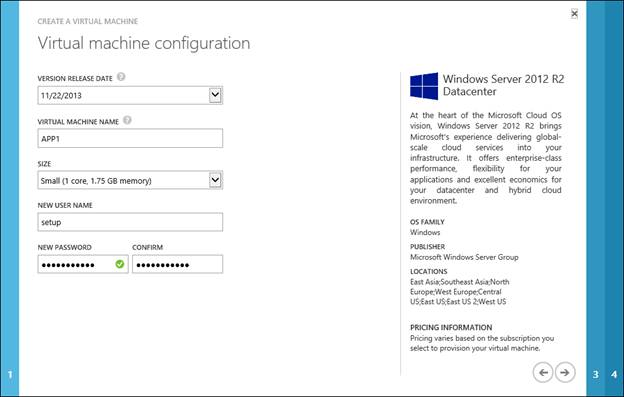 CREATE A VIRTUAL MACHINE
Virtual machine configuration
VERSION RELEASE DATE ?
11/22/2013
VIRTUAL MACHINE NAME ?
APP1
SIZE
Small (1 core, 1.75 GB memory)
NEW USER NAME
setup
NEW PASSWORD CONFIRM
●●●●●●●●●●● ●●●●●●●●●●●
Windows Server 2012 R2
Datacenter
At the heart of the Microsoft Cloud OS
vision, Windows Server 2012 R2 brings
Microsoft's experience delivering global-
scale cloud services into your
infrastructure. It offers enterprise-class
performance, flexibility for your
applications and excellent economics for
your datacenter and hybrid cloud
environment.
OS FAMILY
Windows
PUBLISHER
Microsoft Windows Server Group
LOCATIONS
East Asia;Southeast Asia;North
Europe;West Europe;Central
US;East US;East US 2;West US
PRICING INFORMATION
Pricing varies based on the subscription you
select to provision your virtual machine.
1
3 4